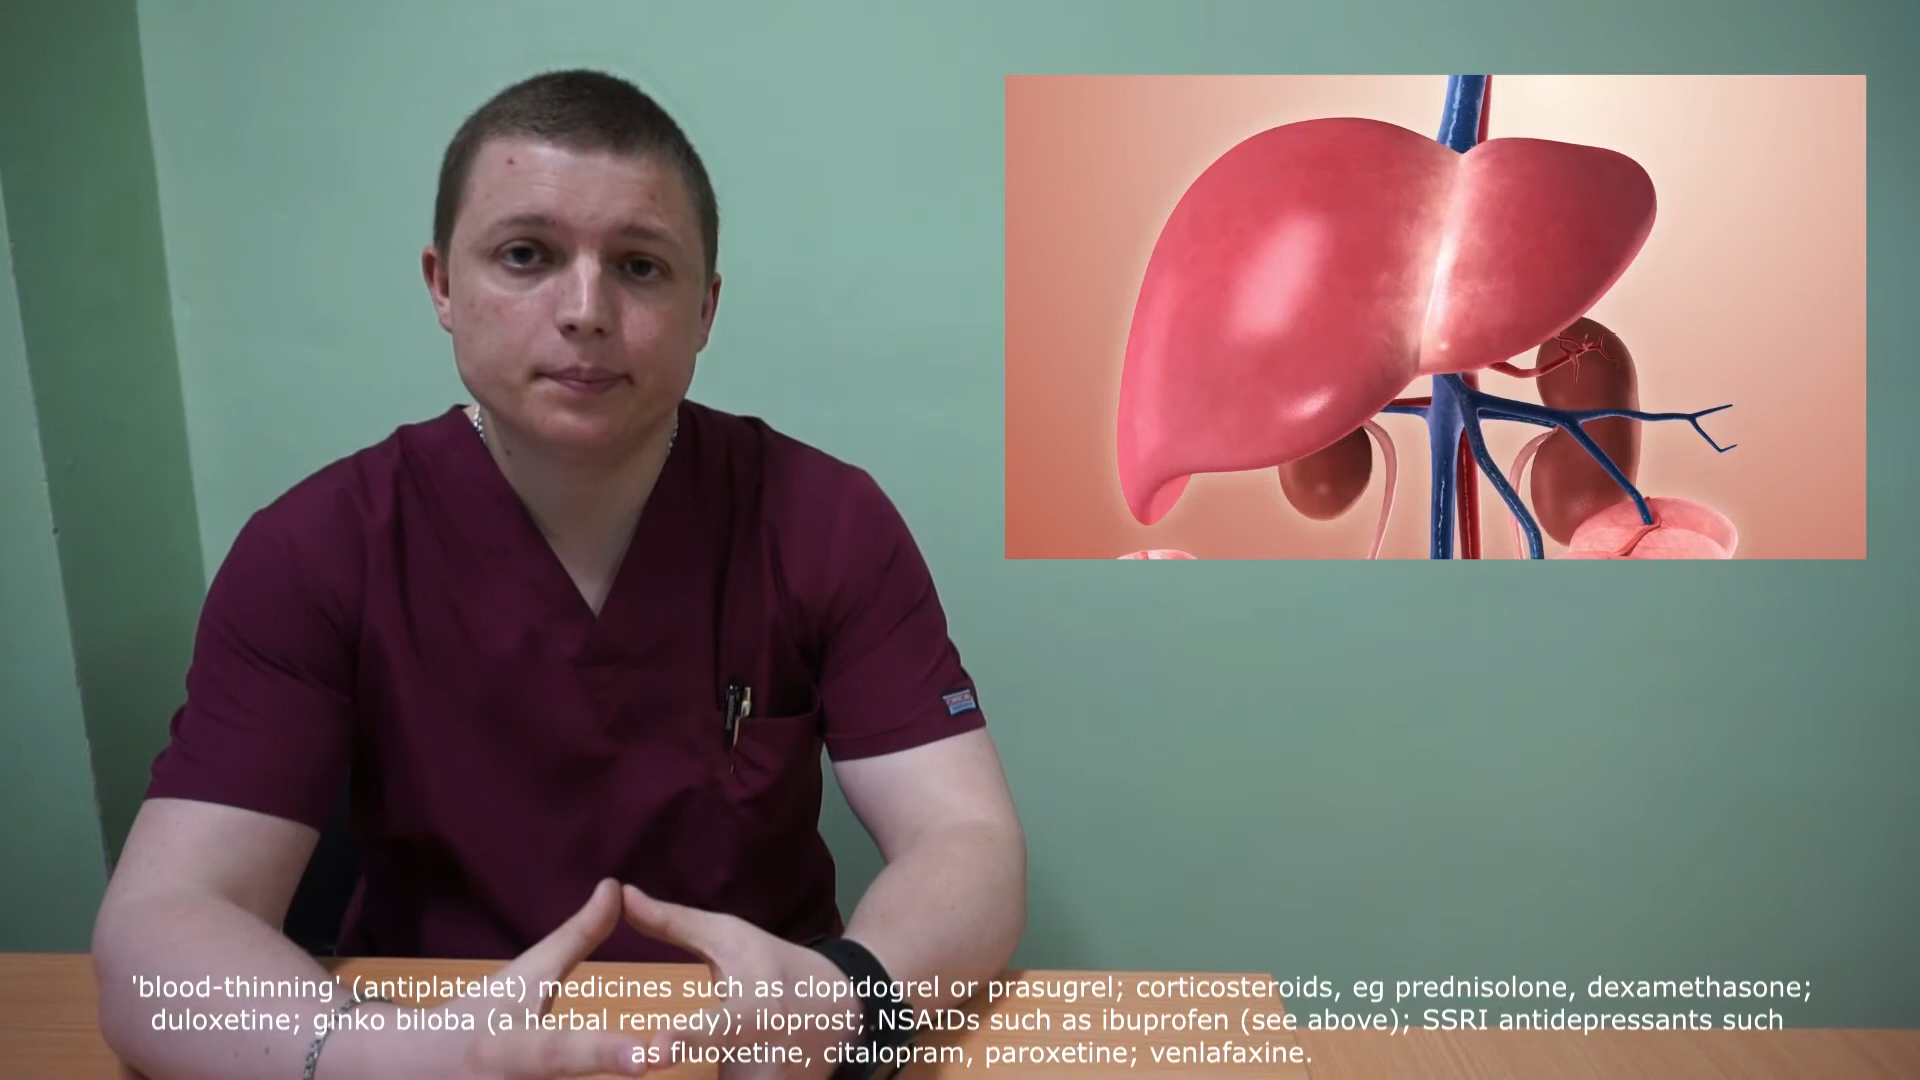 'blood-thinning' (antiplatelet) medicines such as clopidogrel or prasugrel; corticosteroids, eg prednisolone, dexamethasone;
duloxetine; ginko biloba (a herbal remedy); iloprost; NSAIDs such as ibuprofen (see above); SSRI antidepressants such
as fluoxetine, citalopram, paroxetine; venlafaxine.